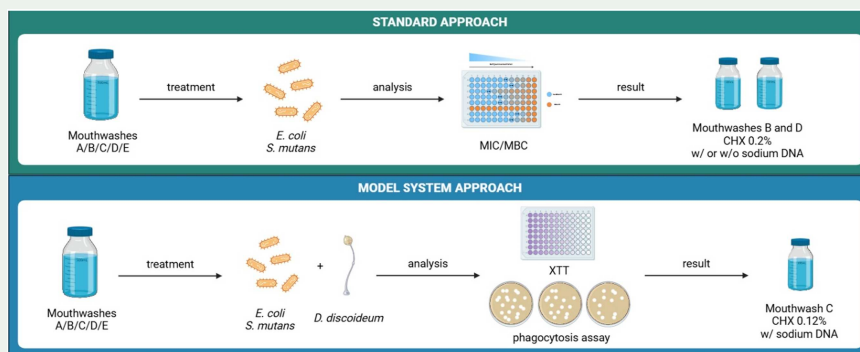 STANDARD APPROACH
treatment
analysis
result
Mouthwashes
A/B/C/D/E
E. coli
S. mutans
MIC/MBC
Mouthwashes B and D
CHX 0.2%
w/ or w/o sodium DNA
MODEL SYSTEM APPROACH
treatment
analysis
XTT
result
+
Mouthwashes
A/B/C/D/E
E. coli
S. mutans
D. discoideum
phagocytosis assay
Mouthwash C
CHX 0.12%
w/ sodium DNA